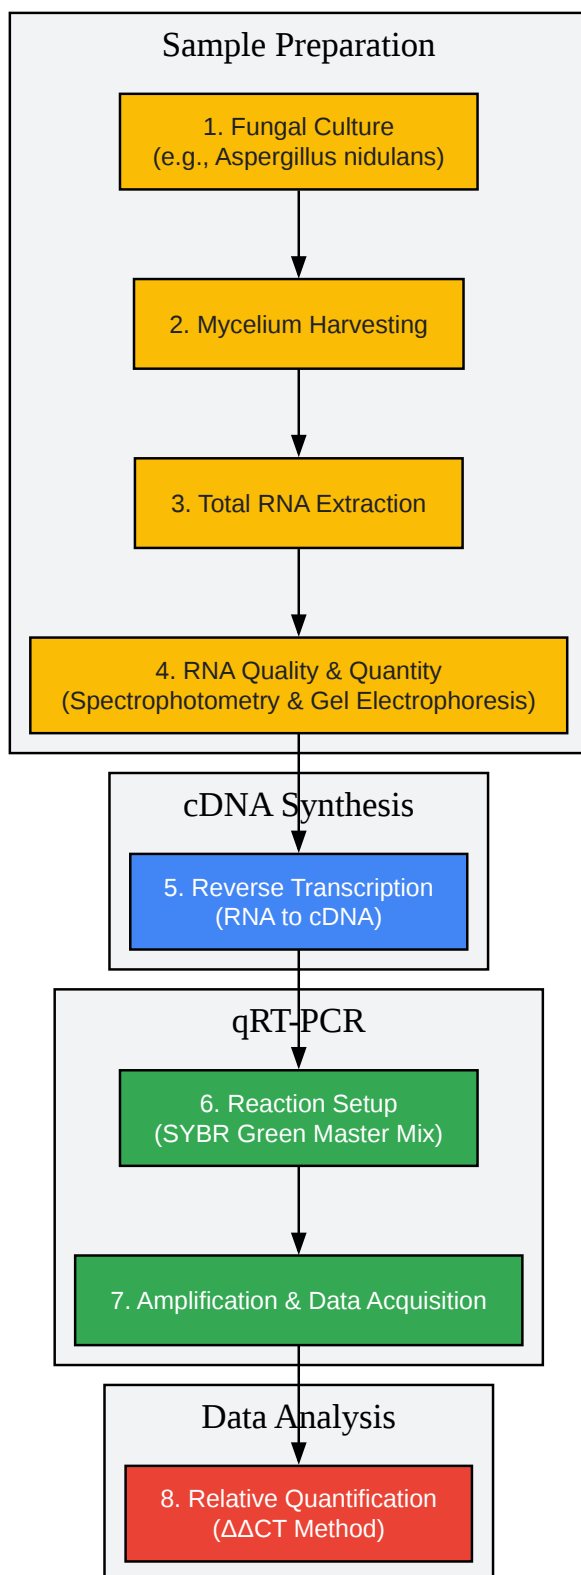 Sample Preparation
1. Fungal Culture
(e.g., Aspergillus nidulans)
2. Mycelium Harvesting
3. Total RNA Extraction
4. RNA Quality & Quantity
(Spectrophotometry & Gel Electrophoresis)
cDNA Synthesis
5. Reverse Transcription
(RNA to cDNA)
qRT-PCR
6. Reaction Setup
(SYBR Green Master Mix)
7. Amplification & Data Acquisition
Data Analysis
8. Relative Quantification
(ΔΔCT Method)